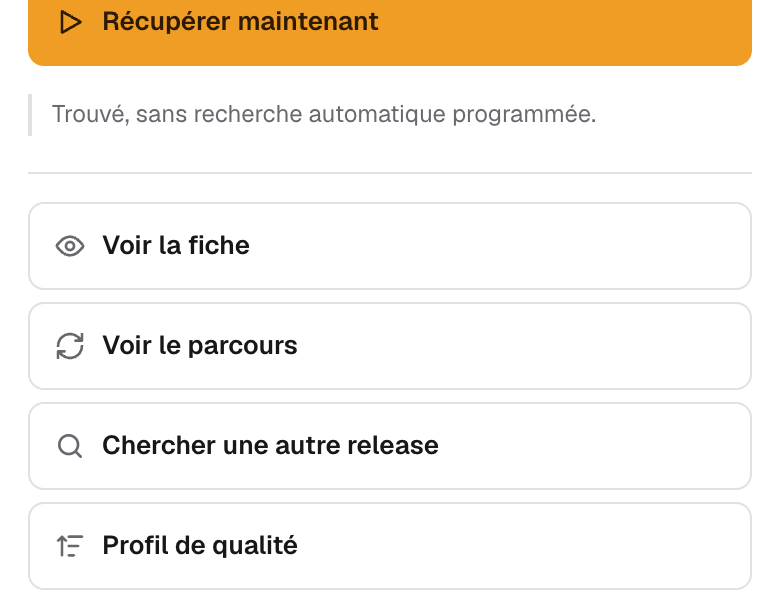 Récupérer maintenant
Trouvé, sans recherche automatique programmée.
Voir la fiche
Voir le parcours
Chercher une autre release
Profil de qualité